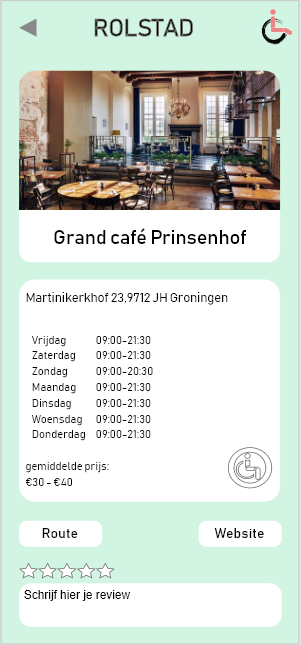 ROLSTAD
Grand café Prinsenhof
Martinikerkhof 23,9712 JH Groningen
Vrijdag 09:00-21:30
Zaterdag 09:00-21:30
Zondag 09:00-20:30
Maandag 09:00-21:30
Dinsdag 09:00-21:30
Woensdag 09:00-21:30
Donderdag 09:00-21:30
gemiddelde prijs:
€30 - €40
Route Website
Schrijf hier je review